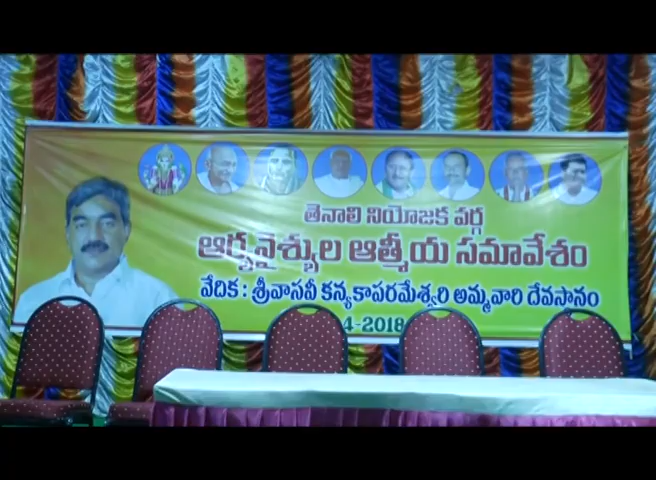 తెనాలి నియోజక వర్గ
ఆర్యవైశ్యుల ఆత్మీయ సమావేశం
వేదిక : శ్రీవాసవీ కన్యకాపరమేశ్వరి అమ్మవారి దేవస్థానం
4-2018